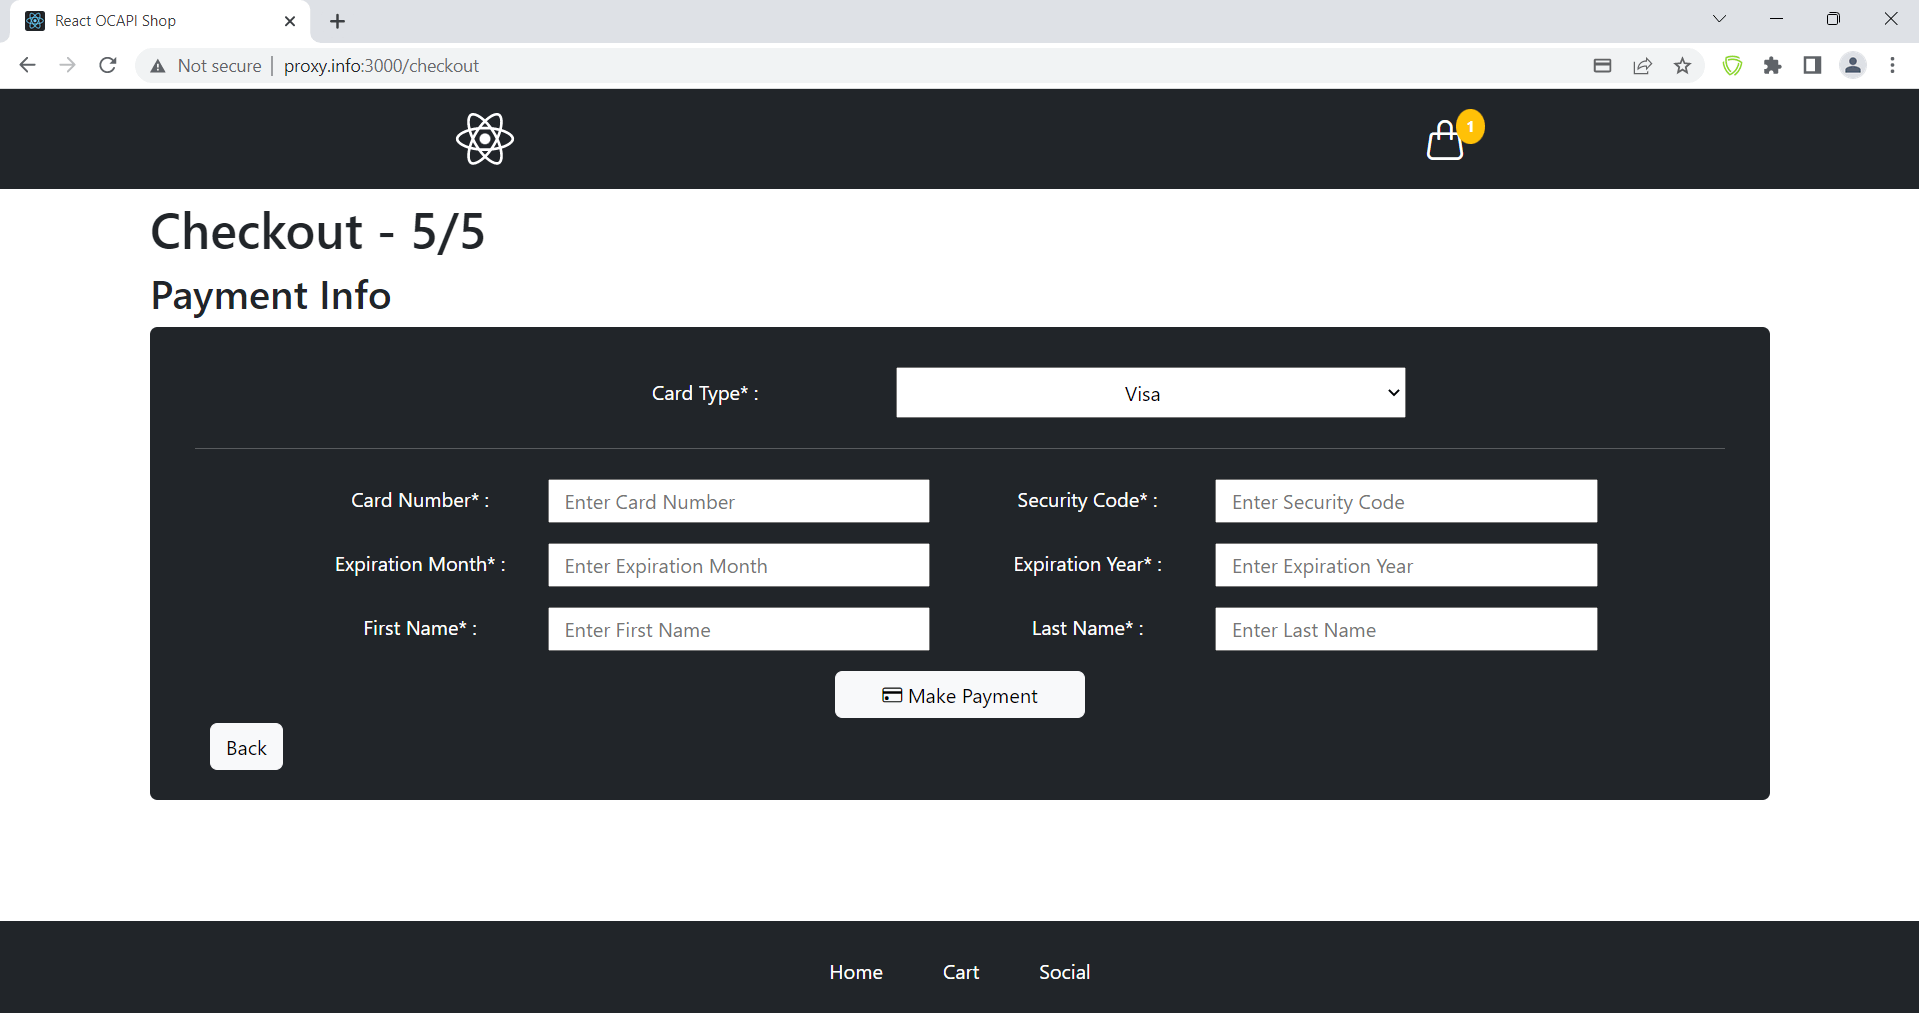 React OCAPI Shop
Not secure | proxy.info:3000/checkout
1
Checkout - 5/5
Payment Info
Card Type* :
Visa
Card Number* :
Enter Card Number
Security Code* :
Enter Security Code
Expiration Month* :
Enter Expiration Month
Expiration Year* :
Enter Expiration Year
First Name* :
Enter First Name
Last Name* :
Enter Last Name
Make Payment
Back
Home
Cart
Social